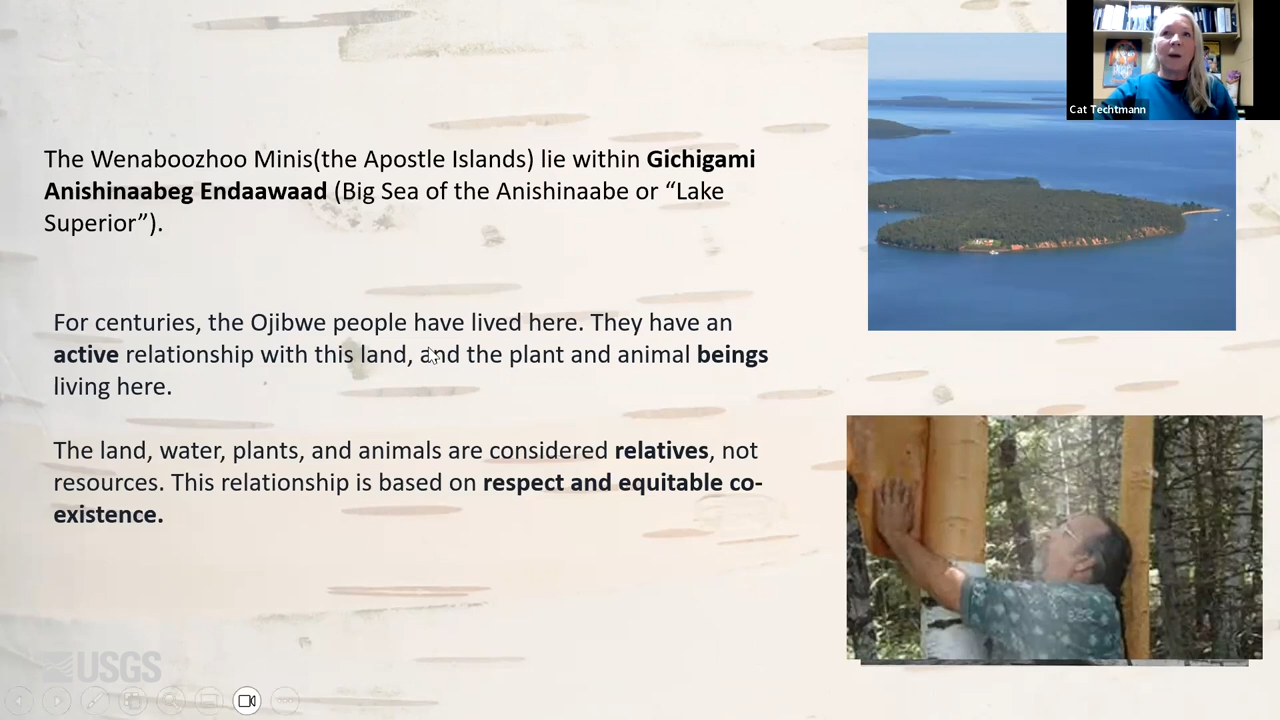 Cat Techtmann
The Wenaboozhoo Minis(the Apostle Islands) lie within Gichigami
Anishinaabeg Endaawaad (Big Sea of the Anishinaabe or “Lake
Superior”).
For centuries, the Ojibwe people have lived here. They have an
active relationship with this land, and the plant and animal beings
living here.
The land, water, plants, and animals are considered relatives, not
resources. This relationship is based on respect and equitable co-
existence.
USGS